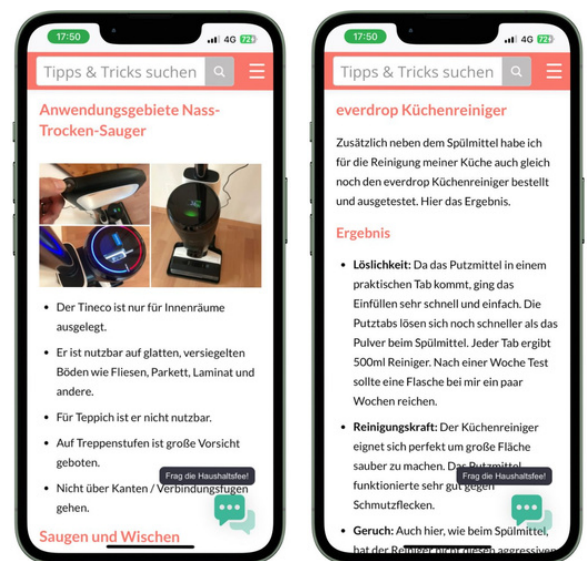 17:50
4G 72
Tipps & Tricks suchen
Anwendungsgebiete Nass-
Trocken-Sauger
• Der Tineco ist nur für Innenräume
ausgelegt.
• Er ist nutzbar auf glatten, versiegelten
Böden wie Fliesen, Parkett, Laminat und
andere.
• Für Teppich ist er nicht nutzbar.
• Auf Treppenstufen ist große Vorsicht
geboten.
Frag die Haushaltsfee!
• Nicht über Kanten / Verbindungsfugen
gehen.
Saugen und Wischen
17:50
4G 72
Tipps & Tricks suchen
everdrop Küchenreiniger
Zusätzlich neben dem Spülmittel habe ich
für die Reinigung meiner Küche auch gleich
noch den everdrop Küchenreiniger bestellt
und ausgetestet. Hier das Ergebnis.
Ergebnis
• Löslichkeit: Da das Putzmittel in einem
praktischen Tab kommt, ging das
Einfüllen sehr schnell und einfach. Die
Putztabs lösen sich noch schneller als das
Pulver beim Spülmittel. Jeder Tab ergibt
500ml Reiniger. Nach einer Woche Test
sollte eine Flasche bei mir ein paar
Wochen reichen.
• Reinigungskraft: Der Küchenreiniger
eignet sich perfekt um große Fläche
sauber zu machen. Das Putzmittel
Frag die Haushaltsfee!
funktionierte sehr gut gegen
Schmutzflecken.
• Geruch: Auch hier, wie beim Spülmittel,
hat der Reiniger nicht diesen aggressiven